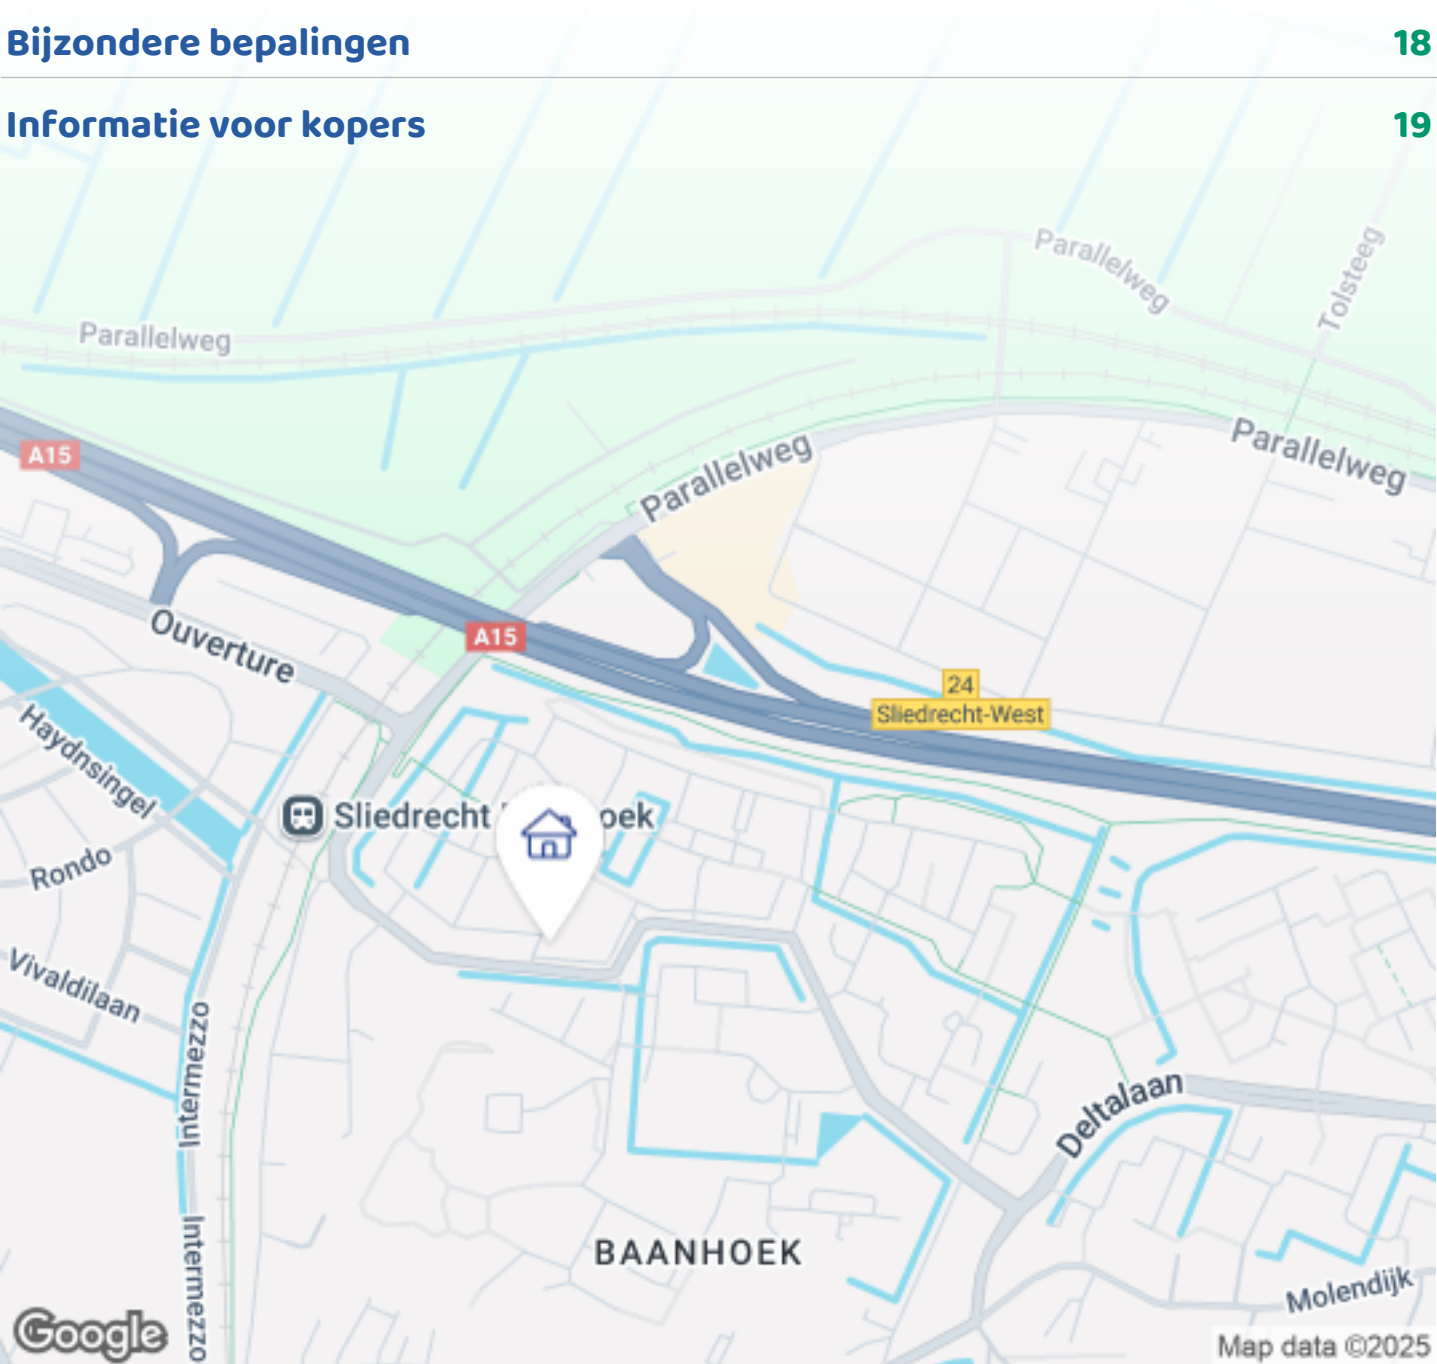 Bijzondere bepalingen 18
Informatie voor kopers 19
Parallelweg
Tolsteeg
Parallelweg
Parallelweg
Parallelweg
A15
A15
Ouverture
24
Sliedrecht-West
Haydnsingel
Sliedrecht oek
Rondo
Vivaldilaan
Intermezzo
Deltalaan
Intermezzo
BAANHOEK
Molendijk
Google
Map data ©2025